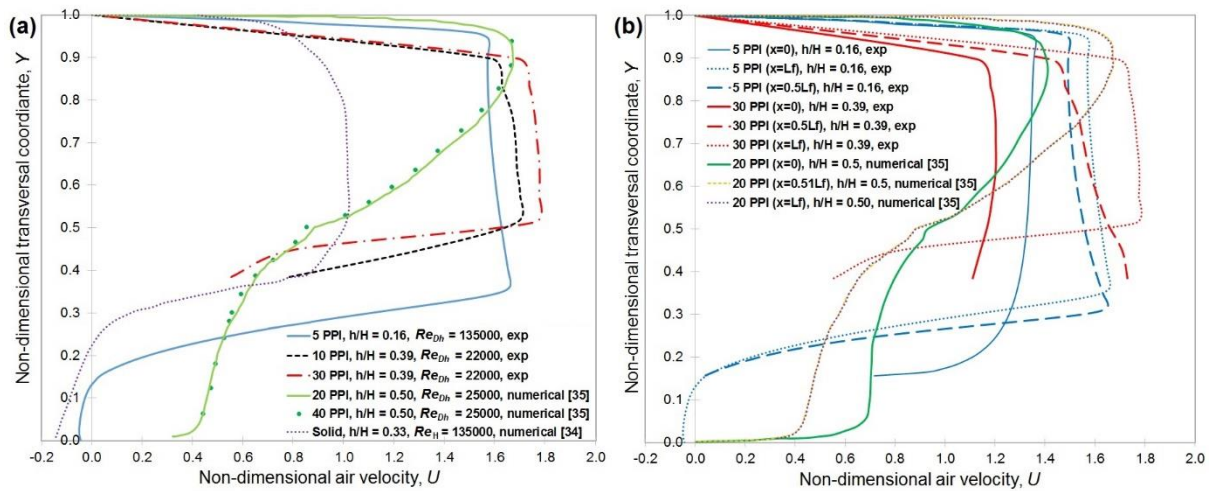 (a)
Non-dimensional transversal coordiante, Y
1.0
0.9
0.8
0.7
0.6
0.5
0.4
0.3
0.2
0.1
0.0
-0.2 0.0 0.2 0.4 0.6 0.8 1.0 1.2 1.4 1.6 1.8 2.0
Non-dimensional air velocity, U
5 PPI, h/H = 0.16, ReDh = 135000, exp
10 PPI, h/H = 0.39, ReDh = 22000, exp
30 PPI, h/H = 0.39, ReDh = 22000, exp
20 PPI, h/H = 0.50, ReDh = 25000, numerical [35]
40 PPI, h/H = 0.50, ReDh = 25000, numerical [35]
Solid, h/H = 0.33, ReH = 135000, numerical [34]
(b)
Non-dimensional transversal coordinate, Y
1.0
0.9
0.8
0.7
0.6
0.5
0.4
0.3
0.2
0.1
0.0
-0.2 0.0 0.2 0.4 0.6 0.8 1.0 1.2 1.4 1.6 1.8 2.0
Non-dimensional air velocity, U
5 PPI (x=0), h/H = 0.16, exp
5 PPI (x=Lf), h/H = 0.16, exp
5 PPI (x=0.5Lf), h/H = 0.16, exp
30 PPI (x=0), h/H = 0.39, exp
30 PPI (x=0.5Lf), h/H = 0.39, exp
30 PPI (x=Lf), h/H = 0.39, exp
20 PPI (x=0), h/H = 0.5, numerical [35]
20 PPI (x=0.51Lf), h/H = 0.5, numerical [35]
20 PPI (x=Lf), h/H = 0.50, numerical [35]